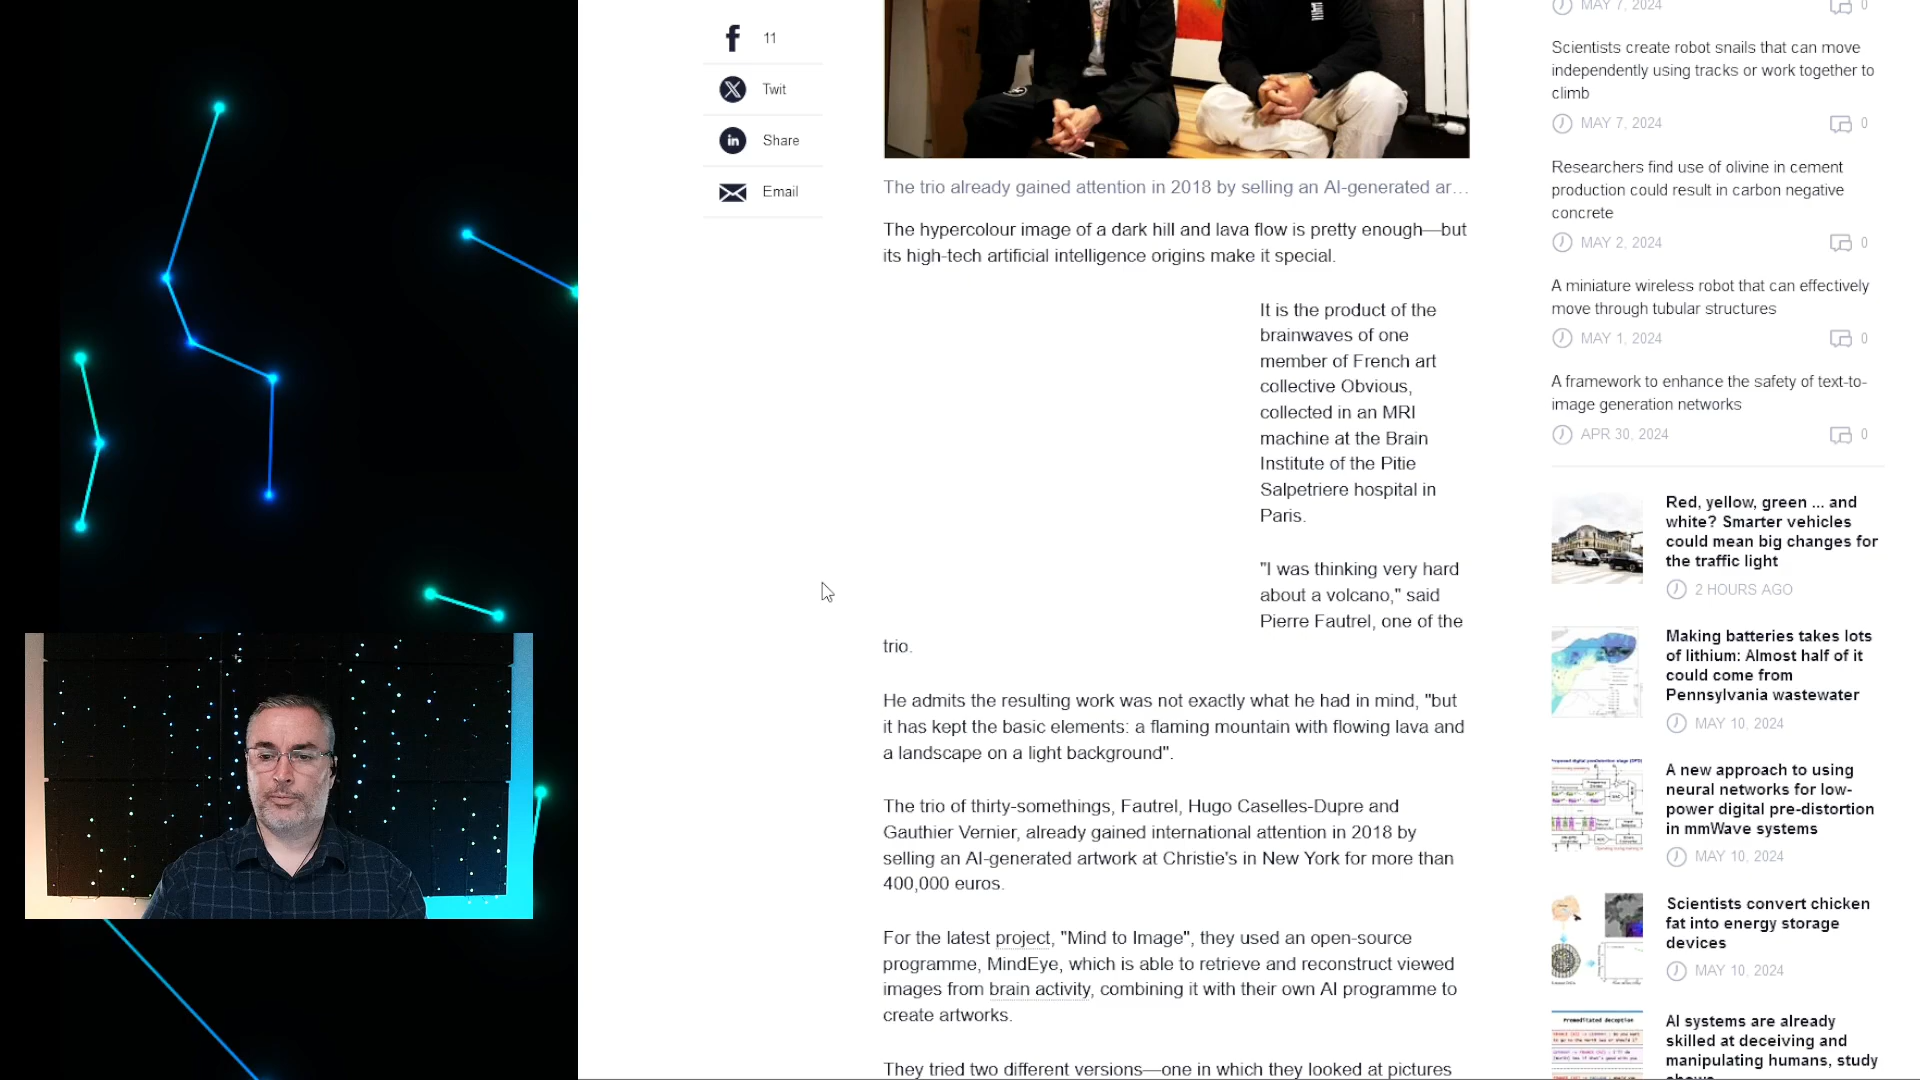 11
Twit
Share
Email
The trio already gained attention in 2018 by selling an AI-generated ar…
The hypercolour image of a dark hill and lava flow is pretty enough—but
its high-tech artificial intelligence origins make it special.
It is the product of the
brainwaves of one
member of French art
collective Obvious,
collected in an MRI
machine at the Brain
Institute of the Pitie
Salpetriere hospital in
Paris.
"I was thinking very hard
about a volcano," said
Pierre Fautrel, one of the
trio.
He admits the resulting work was not exactly what he had in mind, "but
it has kept the basic elements: a flaming mountain with flowing lava and
a landscape on a light background".
The trio of thirty-somethings, Fautrel, Hugo Caselles-Dupre and
Gauthier Vernier, already gained international attention in 2018 by
selling an AI-generated artwork at Christie's in New York for more than
400,000 euros.
For the latest project, "Mind to Image", they used an open-source
programme, MindEye, which is able to retrieve and reconstruct viewed
images from brain activity, combining it with their own AI programme to
create artworks.
They tried two different versions—one in which they looked at pictures
MAY 7, 2024 0
Scientists create robot snails that can move
independently using tracks or work together to
climb
MAY 7, 2024 0
Researchers find use of olivine in cement
production could result in carbon negative
concrete
MAY 2, 2024 0
A miniature wireless robot that can effectively
move through tubular structures
MAY 1, 2024 0
A framework to enhance the safety of text-to-
image generation networks
APR 30, 2024 0
Red, yellow, green ... and
white? Smarter vehicles
could mean big changes for
the traffic light
2 HOURS AGO
Making batteries takes lots
of lithium: Almost half of it
could come from
Pennsylvania wastewater
MAY 10, 2024
A new approach to using
neural networks for low-
power digital pre-distortion
in mmWave systems
MAY 10, 2024
Scientists convert chicken
fat into energy storage
devices
MAY 10, 2024
Premeditated deception
AI systems are already
skilled at deceiving and
manipulating humans, study
shows